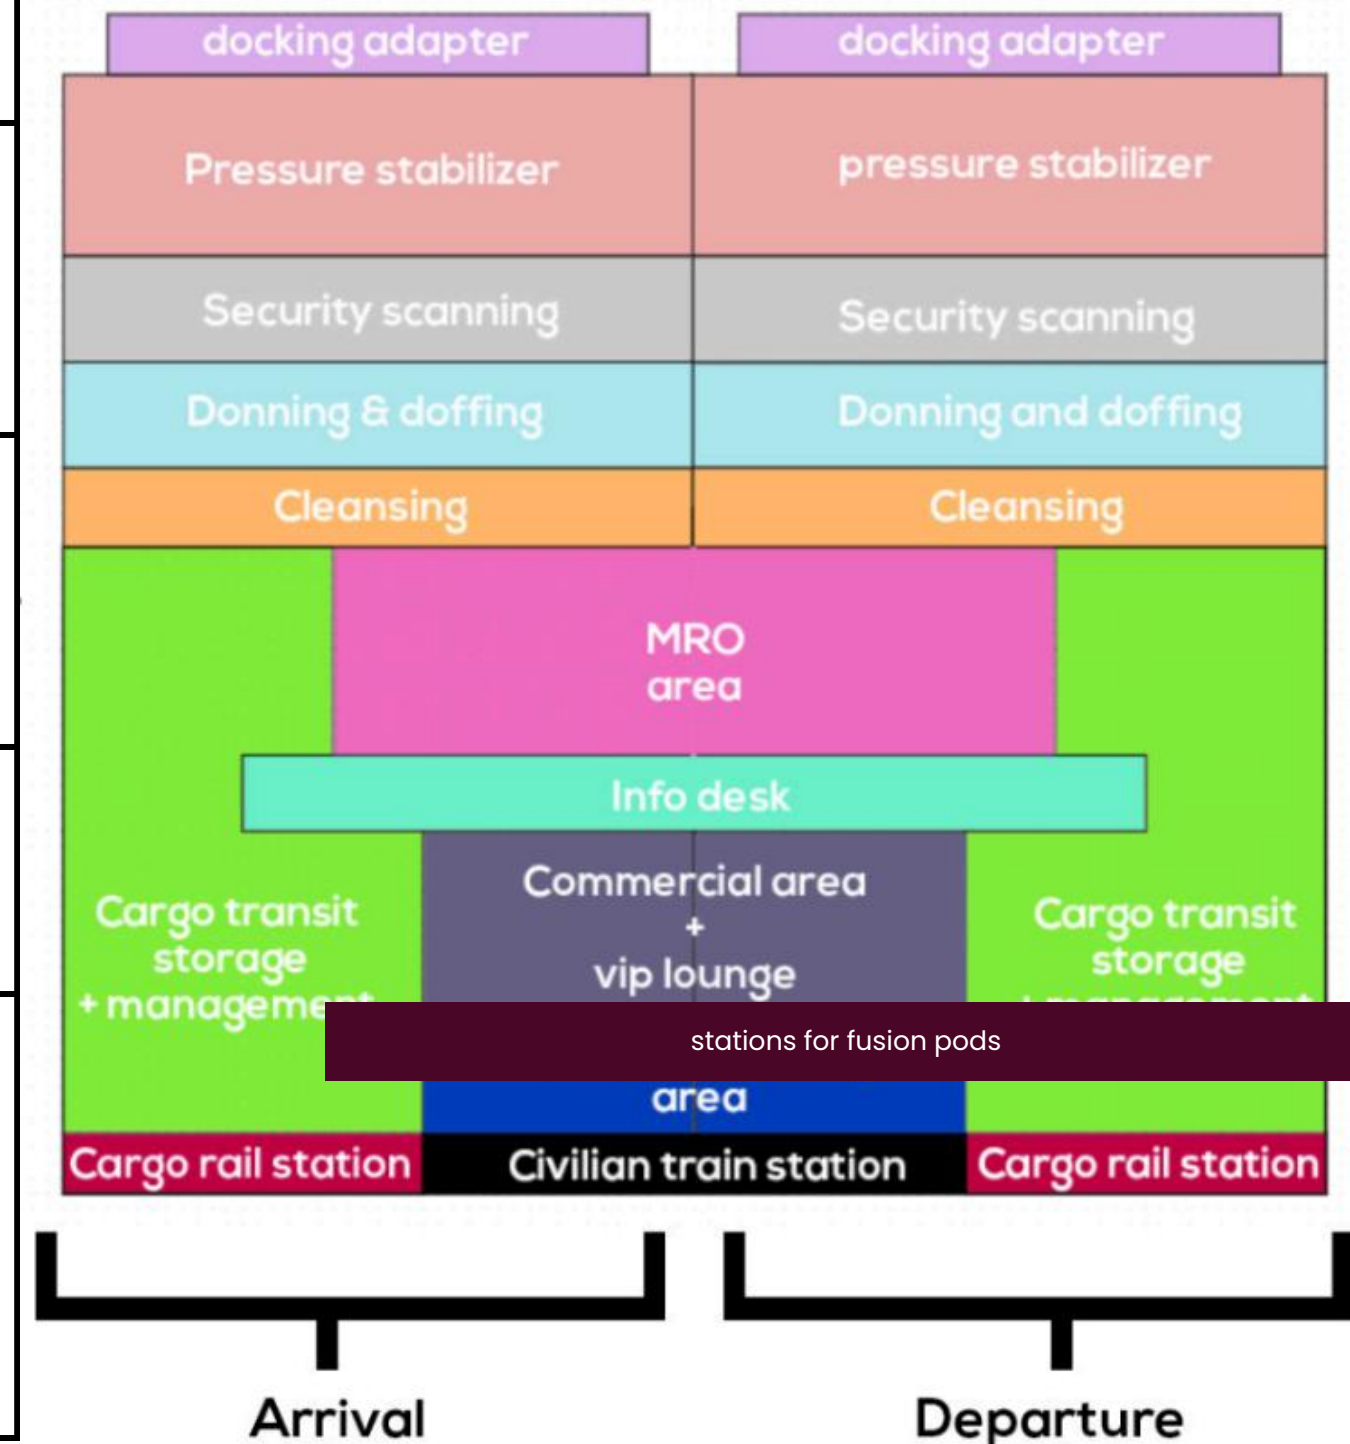 docking adapter
docking adapter
Pressure stabilizer
pressure stabilizer
Security scanning
Security scanning
Donning & doffing
Donning and doffing
Cleansing
Cleansing
MRO
area
Info desk
Commercial area
+
vip lounge
Cargo transit
storage
+ management
Cargo transit
storage
+ management
stations for fusion pods
area
Cargo rail station
Civilian train station
Cargo rail station
Arrival
Departure